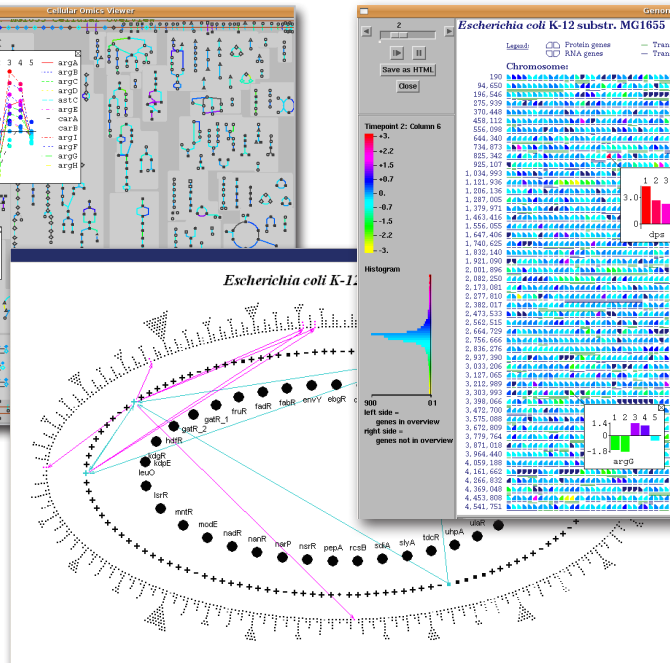 Cellular Omics Viewer
3 4 5
argA
argB
argC
argD
astC
argE
carA
carB
argI
argF
argG
argH
Escherichia coli K-12
envY
ebgR
fabR
fadR
fruR
gatR_1
gatR_2
hdfR
kdgR
kdpE
leuO
lsrR
mntR
modE
nadR
nanR
narP
nsrR
pepA
rcsB
sdiA
slyA
tdcR
uhpA
ulaR
2
Save as HTML
Close
Timepoint 2: Column 6
+3.
+2.2
+1.5
+0.7
0.
-0.7
-1.5
-2.2
-3.
Histogram
900
0 1
left side =
genes in overview
right side =
genes not in overview
Genom
Escherichia coli K-12 substr. MG1655
Legend:
Protein genes
Tran
RNA genes
Tran
Chromosome:
190
94,650
196,546
275,939
370,448
458,112
556,098
644,340
734,873
825,342
925,107
1,034,993
1,121,936
1,206,136
1,287,005
1,379,971
1,463,416
1,556,055
1,647,406
1,740,625
1,832,140
1,921,090
2,001,896
2,082,250
2,173,081
2,277,810
2,382,017
2,473,533
2,562,515
2,664,729
2,756,666
2,836,276
2,937,390
3,033,206
3,127,065
3,212,989
3,303,993
3,398,066
3,472,700
3,575,088
3,672,809
3,779,764
3,871,018
3,964,440
4,059,188
4,161,662
4,266,832
4,369,048
4,453,808
4,541,751
1 2 3
3.0
dps
1 2 3 4 5
1.4
-1.8
argG